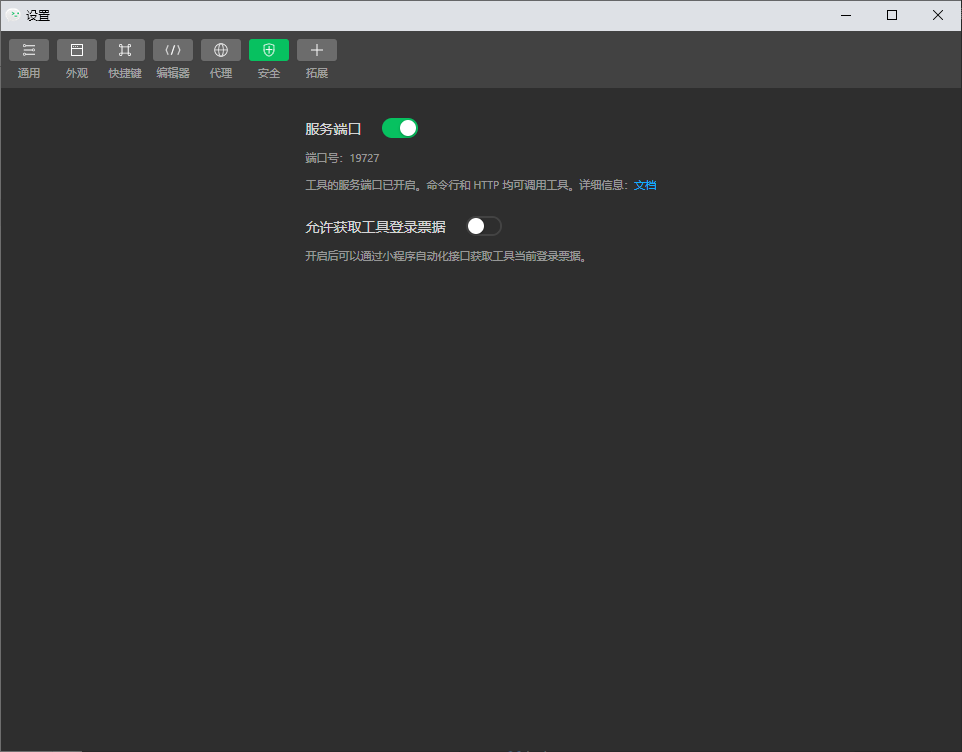 设置
通用 外观 快捷键 编辑器 代理 安全 拓展
服务端口
端口号：19727
工具的服务端口已开启。命令行和 HTTP 均可调用工具。详细信息：文档
允许获取工具登录票据
开启后可以通过小程序自动化接口获取工具当前登录票据。